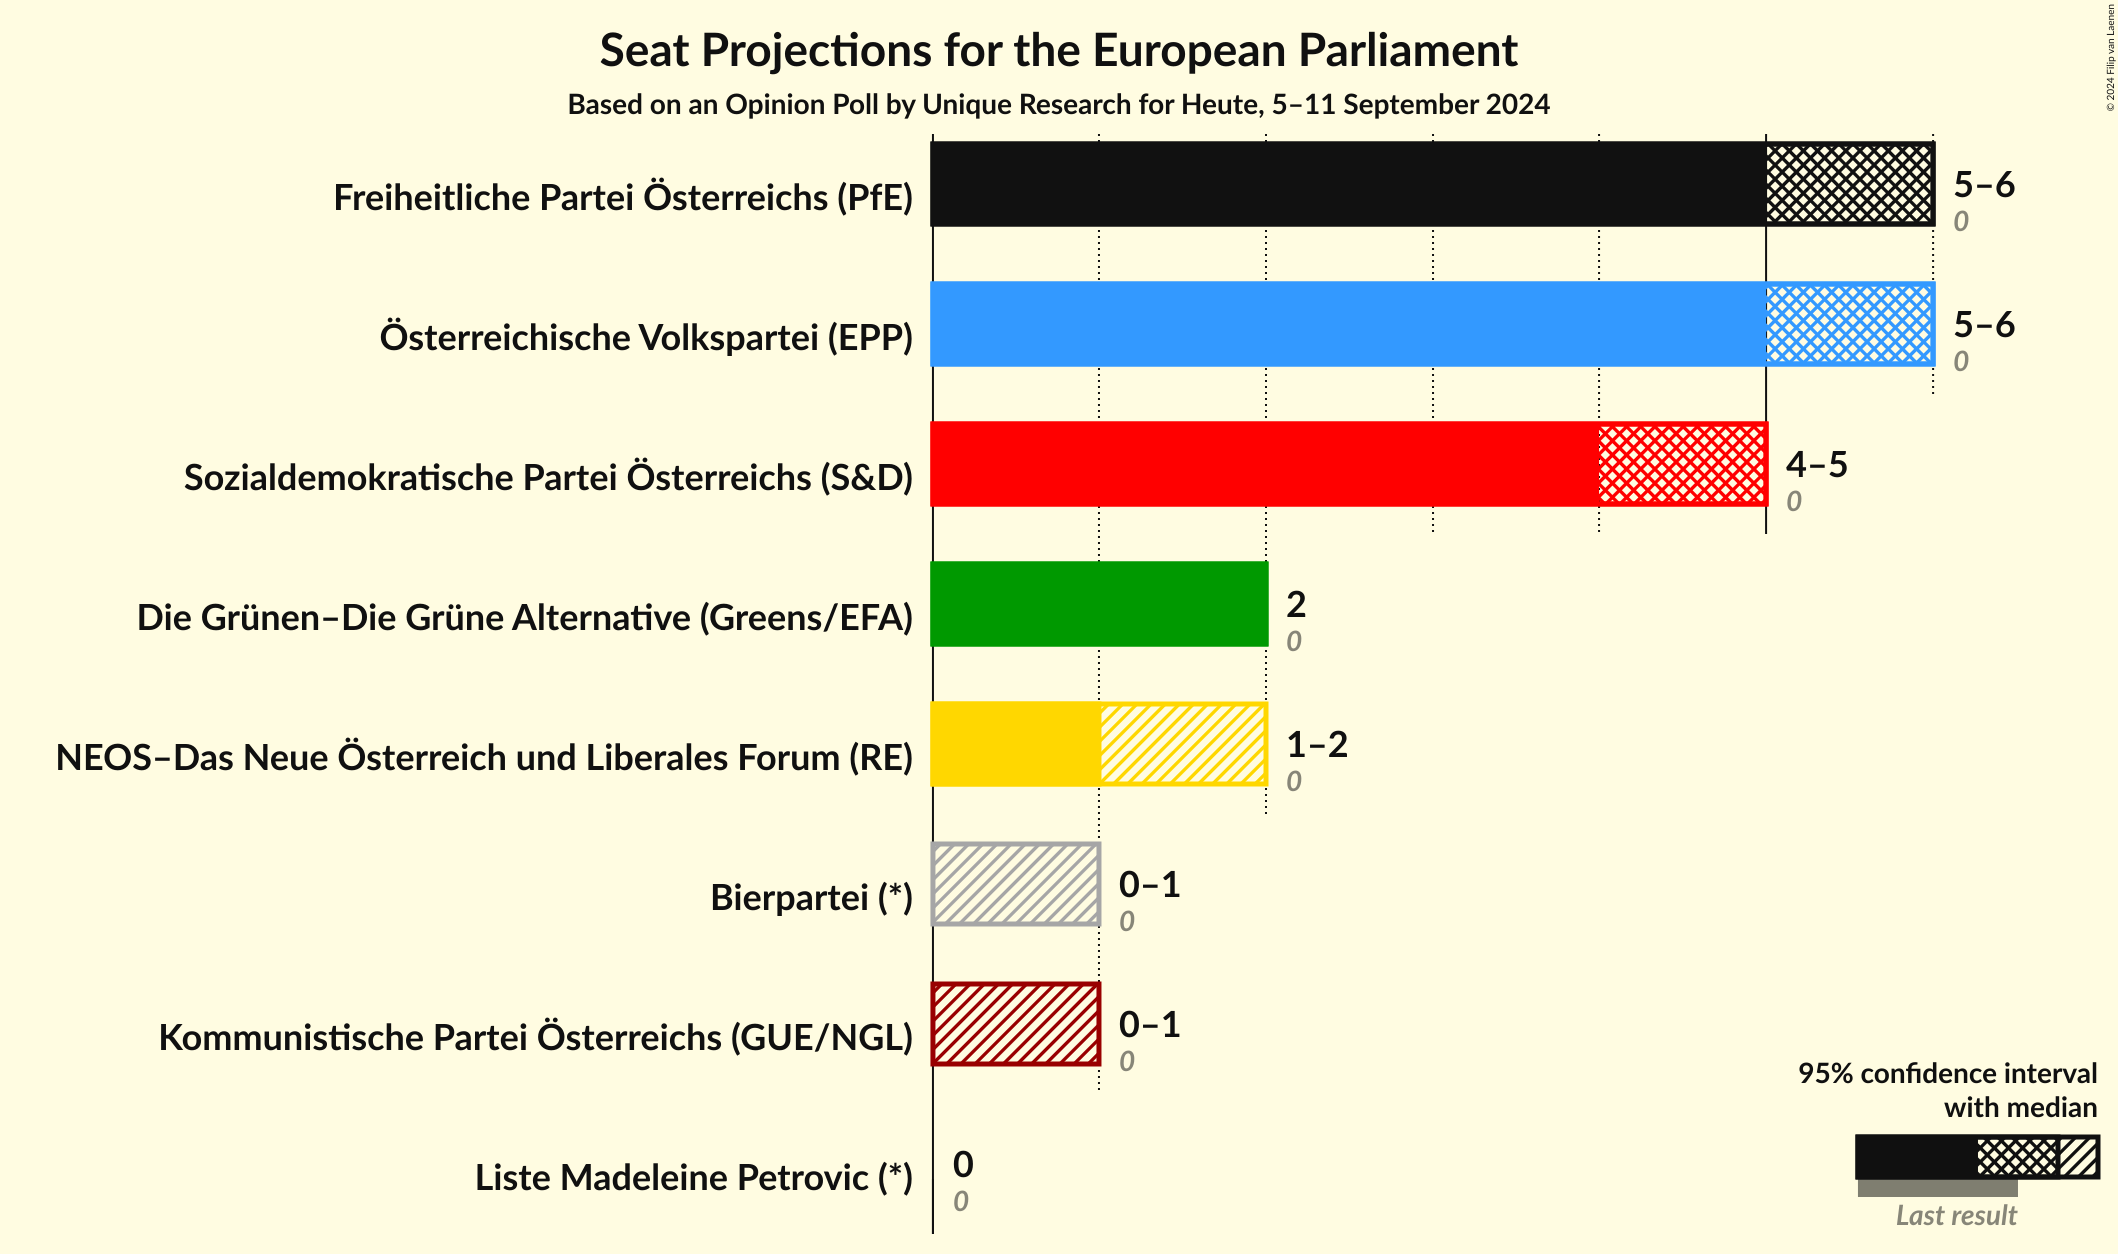 Seat Projections for the European Parliament
Based on an Opinion Poll by Unique Research for Heute, 5–11 September 2024
© 2024 Filip van Laenen
Freiheitliche Partei Österreichs (PfE)
5–6
0
Österreichische Volkspartei (EPP)
5–6
0
Sozialdemokratische Partei Österreichs (S&D)
4–5
0
Die Grünen–Die Grüne Alternative (Greens/EFA)
2
0
NEOS–Das Neue Österreich und Liberales Forum (RE)
1–2
0
Bierpartei (*)
0–1
0
Kommunistische Partei Österreichs (GUE/NGL)
0–1
0
Liste Madeleine Petrovic (*)
0
0
95% confidence interval
with median
Last result